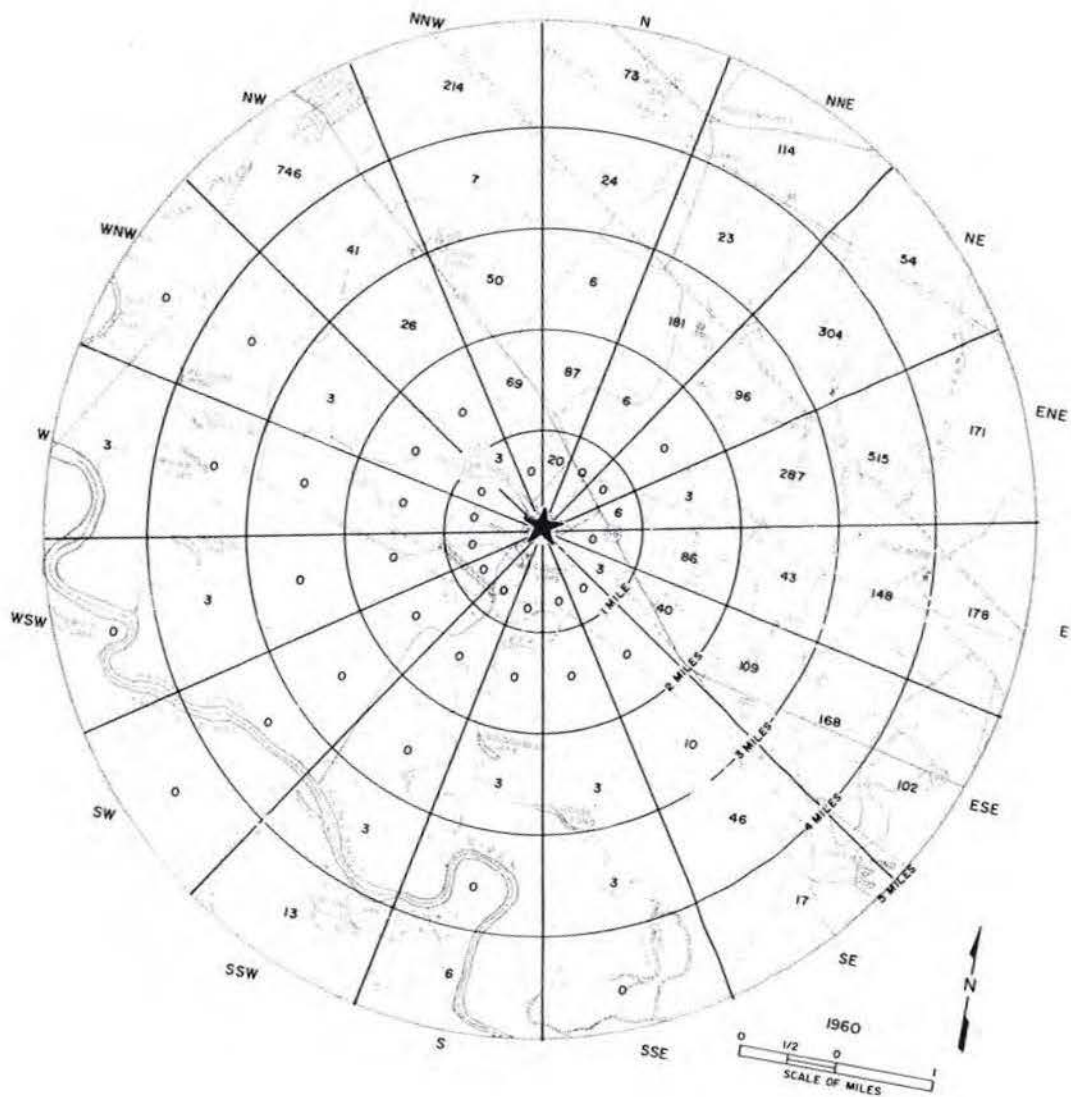 NNW N
NW NNE
WNW NE
W ENE
WSW E
SW ESE
SSW SE
S SSE
214 73
746 114
7 24
41 23 54
0 50 6
0 26 181 304
3 69 87 96 171
3 0 6 515
0 0 3 0 20 0 0 287
0 0 0 0 3
0 6
3 0 0 0 0 86 43 148 178
0 0 3
0 0 0 0 0 40
0 0 0 0 0 0 109
0 0 10 168
0 3 3 102
3 46
13 0 3 17
6 0
1 MILE
2 MILES
3 MILES
4 MILES
5 MILES
N
1960
0 1/2 0 1
SCALE OF MILES